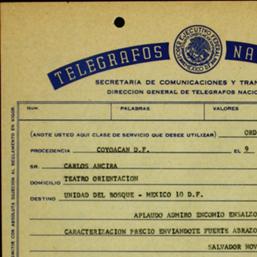 TELEGRAFOS NA
SECRETARIA DE COMUNICACIONES Y TRAN
DIRECCION GENERAL DE TELEGRAFOS NACIO
NUM. PALABRAS VALORES
(ANOTE USTED AQUI CLASE DE SERVICIO QUE DESEE UTILIZAR) ORD
PROCEDENCIA COYOACAN D.F. EL 9
SR. CARLOS ANCIRA
DOMICILIO TEATRO ORIENTACION
DESTINO UNIDAD DEL BOSQUE - MEXICO 10 D.F.
APLAUDO ADMIRO ENCOMIO ENSALZO
CARACTERIZACION PRECIO ENVIANDOTE FUERTE ABRAZO
SALVADOR NOV